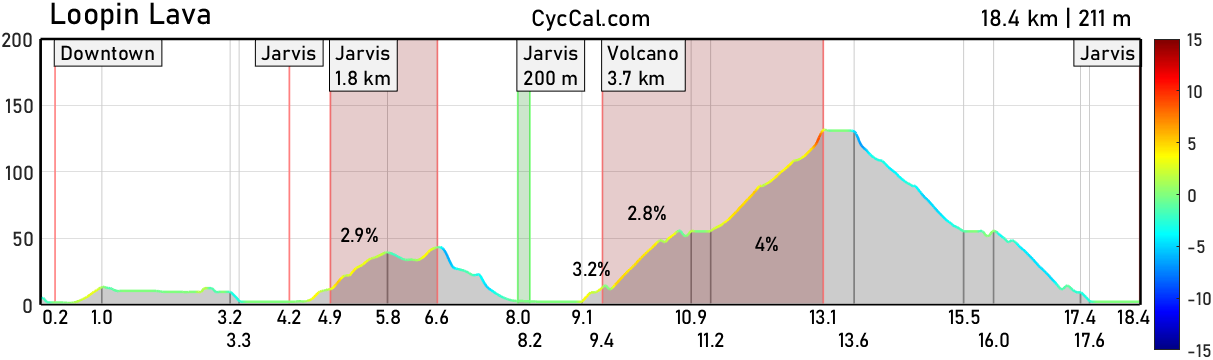 Loopin Lava
CycCal.com
18.4 km | 211 m
200
150
100
50
0
Downtown
Jarvis
Jarvis
1.8 km
Jarvis
200 m
Volcano
3.7 km
Jarvis
2.9%
3.2%
2.8%
4%
0.2 1.0 3.2 4.2 4.9 5.8 6.6 8.0 9.1 10.9 13.1 15.5 17.4 18.4
3.3 8.2 9.4 11.2 13.6 16.0 17.6
15
10
5
0
−5
−10
−15